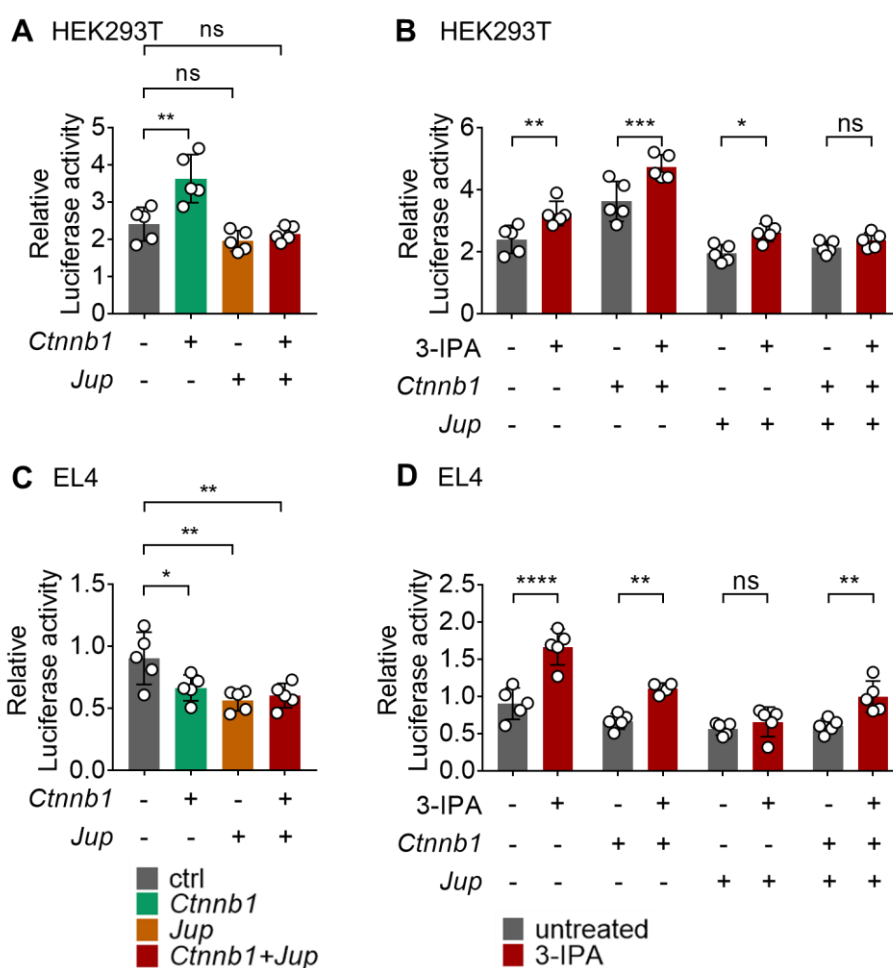 A HEK293T
ns
ns
**
Relative
Luciferase activity
5
4
3
2
1
0
Ctnnb1 - + - +
Jup - - + +
B HEK293T
** *** * ns
Relative
Luciferase activity
6
4
2
0
3-IPA - + - + - + - +
Ctnnb1 - - + + - - + +
Jup - - - - + + + +
C EL4
**
**
*
Relative
Luciferase activity
1.5
1.0
0.5
0.0
Ctnnb1 - + - +
Jup - - + +
ctrl
Ctnnb1
Jup
Ctnnb1+Jup
D EL4
**** ** ns **
Relative
Luciferase activity
2.5
2.0
1.5
1.0
0.5
0.0
3-IPA - + - + - + - +
Ctnnb1 - - + + - - + +
Jup - - - - + + + +
untreated
3-IPA